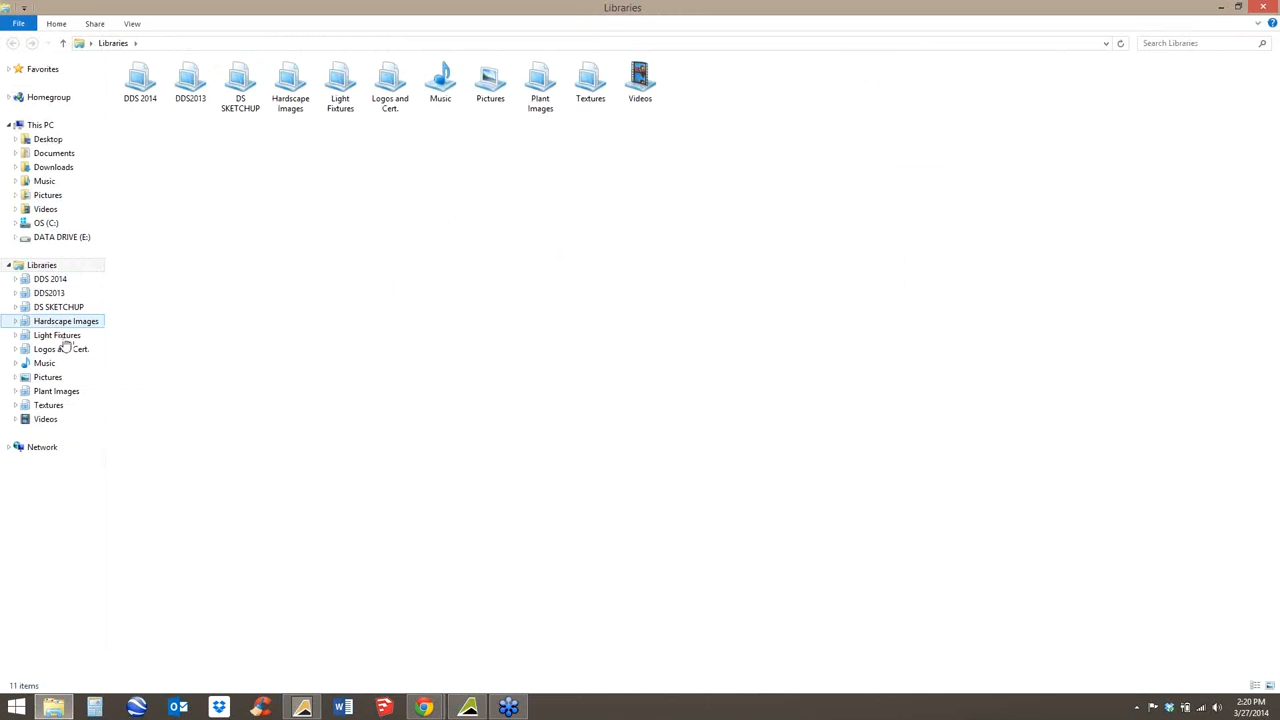 Libraries
File Home Share View
Libraries
Search Libraries
Favorites
Homegroup
This PC
Desktop
Documents
Downloads
Music
Pictures
Videos
OS (C:)
DATA DRIVE (E:)
Libraries
DDS 2014
DDS2013
DS SKETCHUP
Hardscape Images
Light Fixtures
Logos a Cert.
Music
Pictures
Plant Images
Textures
Videos
Network
DDS 2014
DDS2013
DS
SKETCHUP
Hardscape
Images
Light
Fixtures
Logos and
Cert.
Music
Pictures
Plant
Images
Textures
Videos
11 items
2:20 PM
3/27/2014